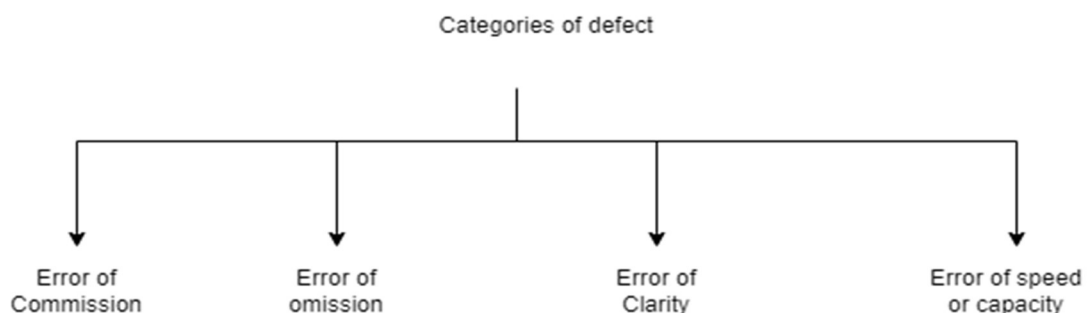 Categories of defect
Error of
Commission
Error of
omission
Error of
Clarity
Error of speed
or capacity